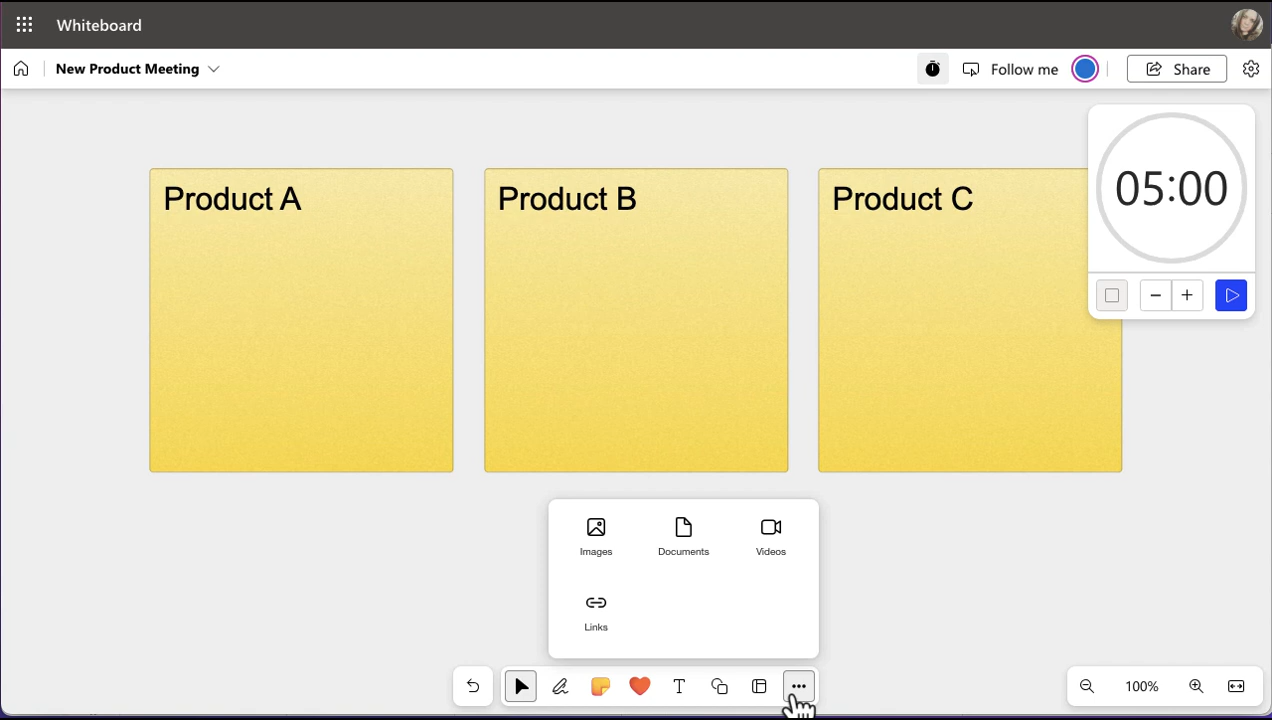 Whiteboard
New Product Meeting
Follow me
Share
05:00
Product A
Product B
Product C
Images
Documents
Videos
Links
T
100%